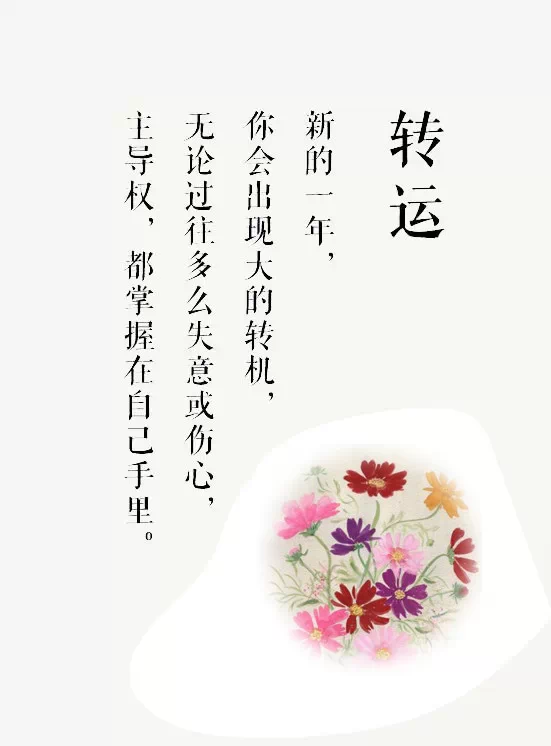 转运
新的一年，
你会出现大的转机，
无论过往多么失意或伤心，
主导权，都掌握在自己手里。